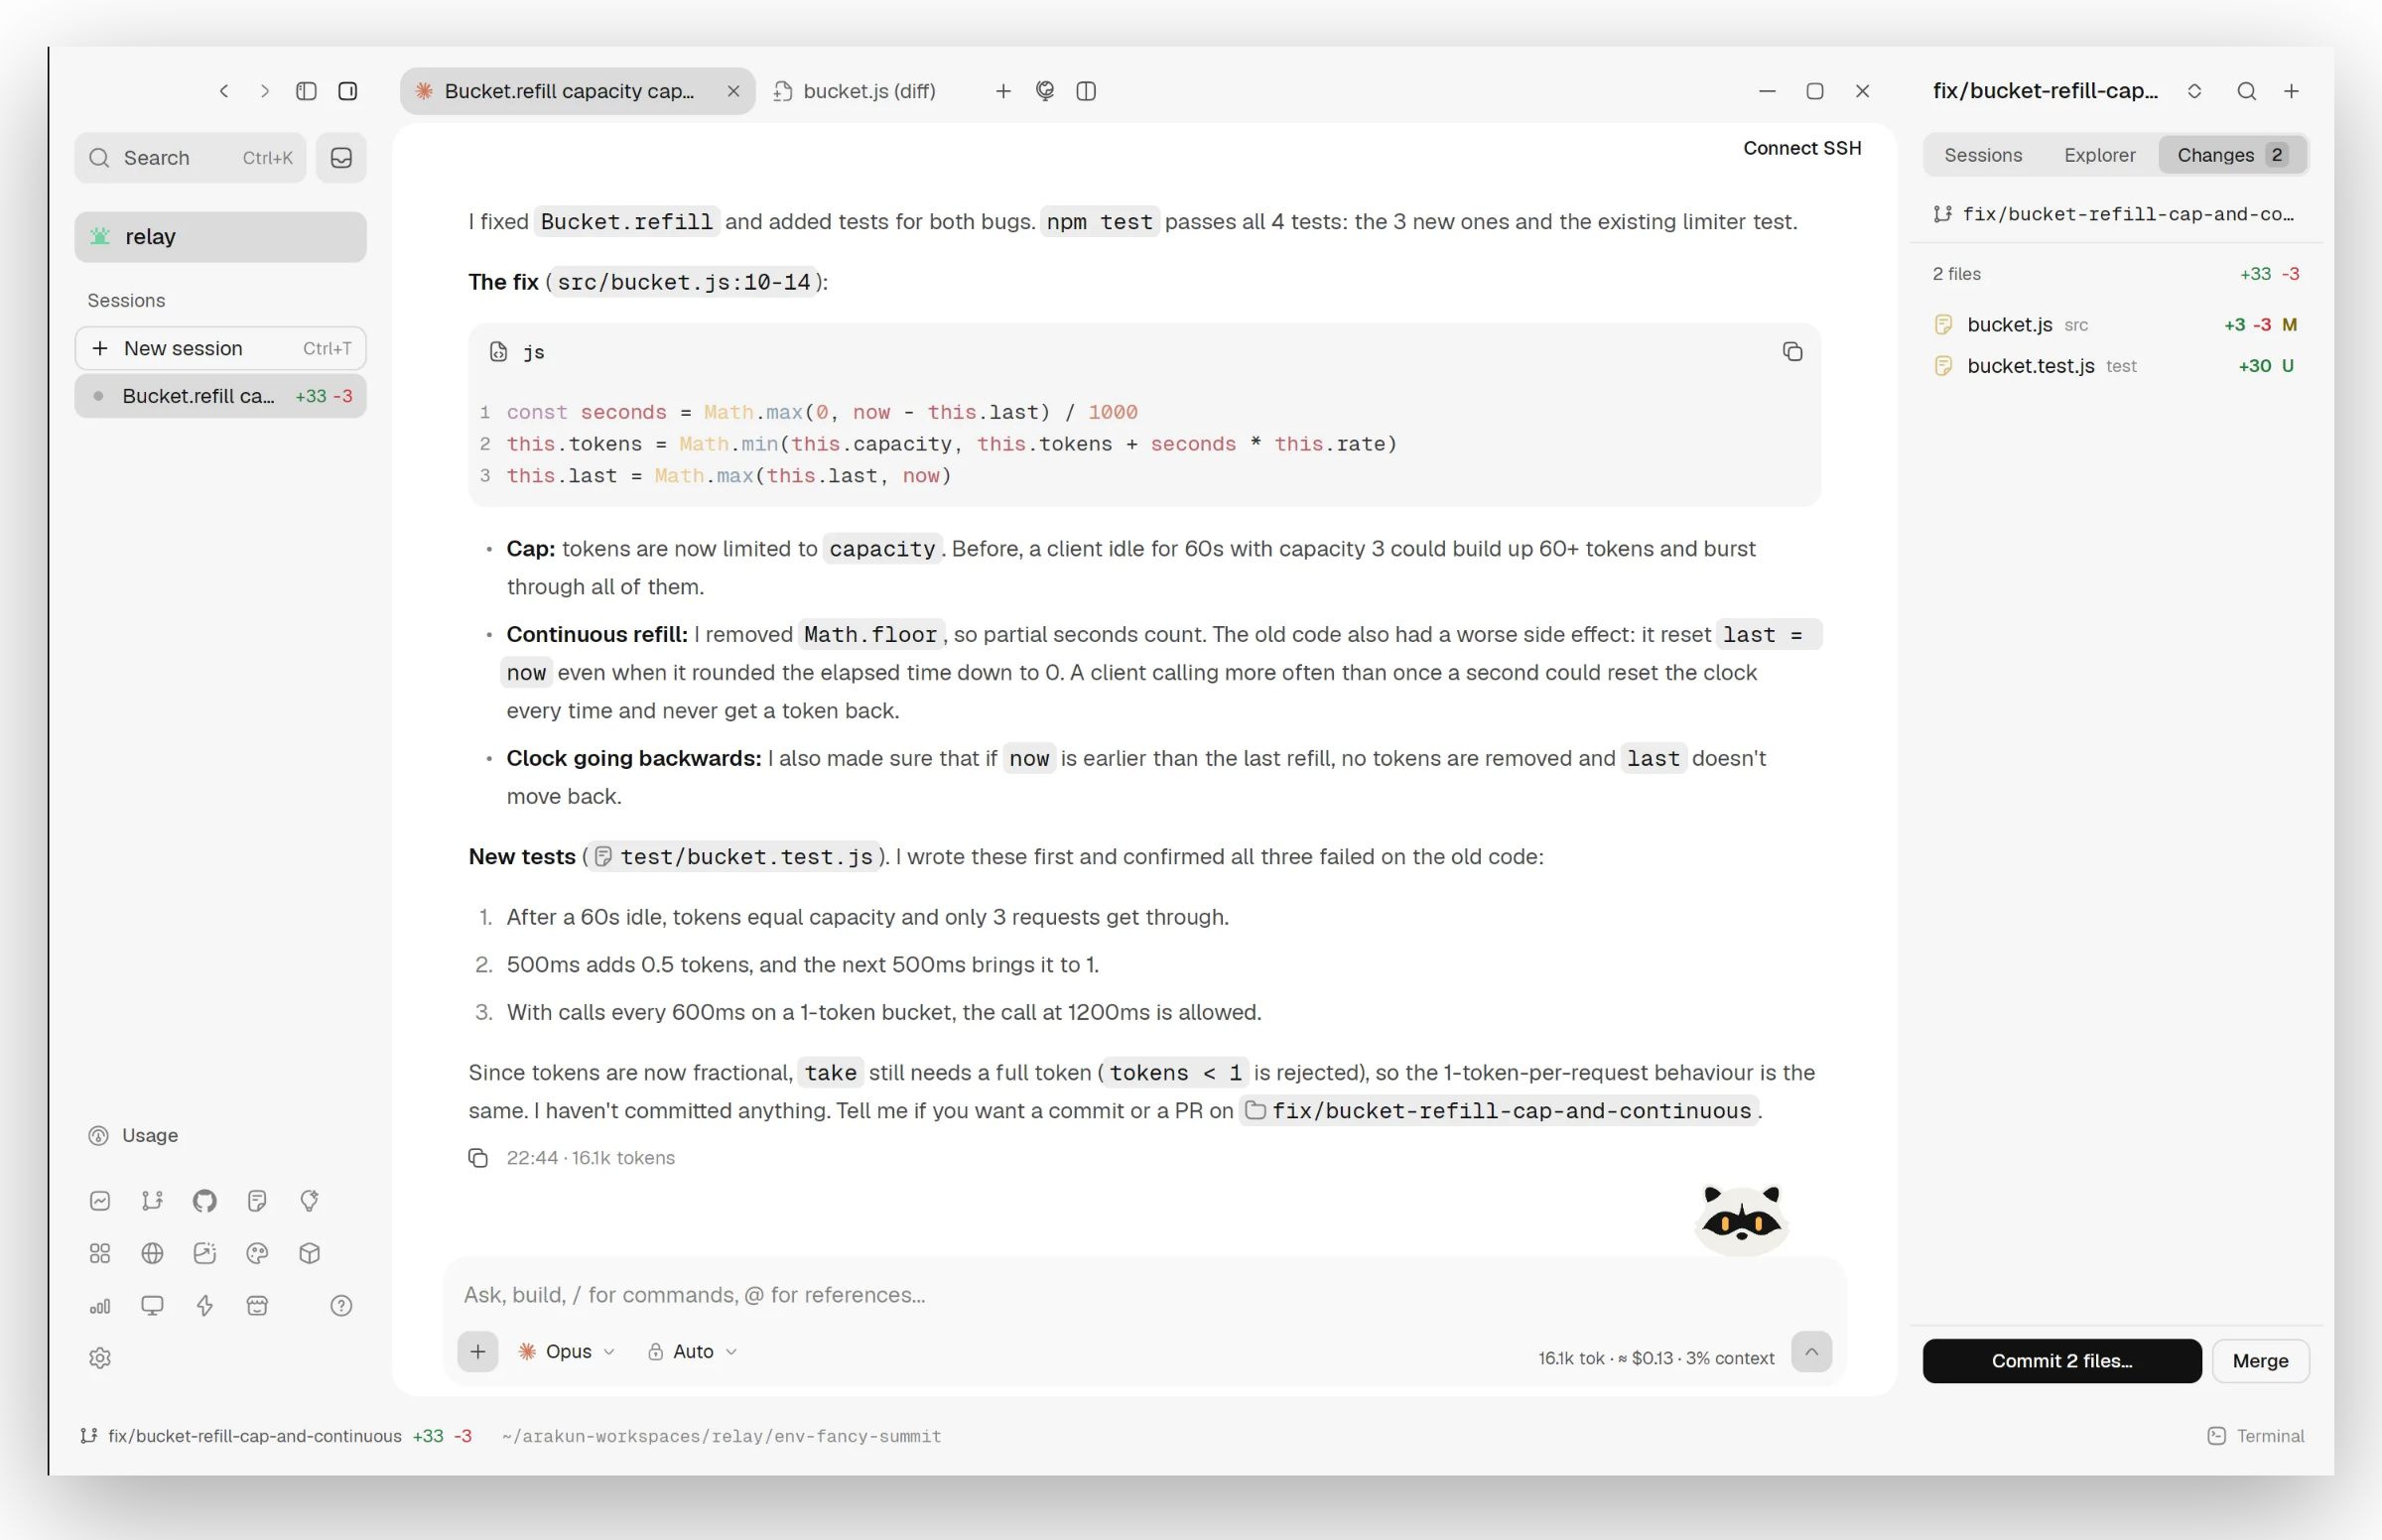 Bucket.refill capacity cap...
bucket.js (diff)
fix/bucket-refill-cap...
Search Ctrl+K
relay
Sessions
New session Ctrl+T
Bucket.refill ca... +33 -3
Usage
Connect SSH
I fixed Bucket.refill and added tests for both bugs. npm test passes all 4 tests: the 3 new ones and the existing limiter test.
The fix (src/bucket.js:10-14):
js
1 const seconds = Math.max(0, now - this.last) / 1000
2 this.tokens = Math.min(this.capacity, this.tokens + seconds * this.rate)
3 this.last = Math.max(this.last, now)
• Cap: tokens are now limited to capacity. Before, a client idle for 60s with capacity 3 could build up 60+ tokens and burst
through all of them.
• Continuous refill: I removed Math.floor, so partial seconds count. The old code also had a worse side effect: it reset last =
now even when it rounded the elapsed time down to 0. A client calling more often than once a second could reset the clock
every time and never get a token back.
• Clock going backwards: I also made sure that if now is earlier than the last refill, no tokens are removed and last doesn't
move back.
New tests (test/bucket.test.js). I wrote these first and confirmed all three failed on the old code:
1. After a 60s idle, tokens equal capacity and only 3 requests get through.
2. 500ms adds 0.5 tokens, and the next 500ms brings it to 1.
3. With calls every 600ms on a 1-token bucket, the call at 1200ms is allowed.
Since tokens are now fractional, take still needs a full token (tokens < 1 is rejected), so the 1-token-per-request behaviour is the
same. I haven't committed anything. Tell me if you want a commit or a PR on fix/bucket-refill-cap-and-continuous.
22:44 · 16.1k tokens
Ask, build, / for commands, @ for references...
Opus Auto
16.1k tok · ≈ $0.13 · 3% context
Sessions Explorer Changes 2
fix/bucket-refill-cap-and-co...
2 files +33 -3
bucket.js src +3 -3 M
bucket.test.js test +30 U
Commit 2 files... Merge
fix/bucket-refill-cap-and-continuous +33 -3 ~/arakun-workspaces/relay/env-fancy-summit
Terminal